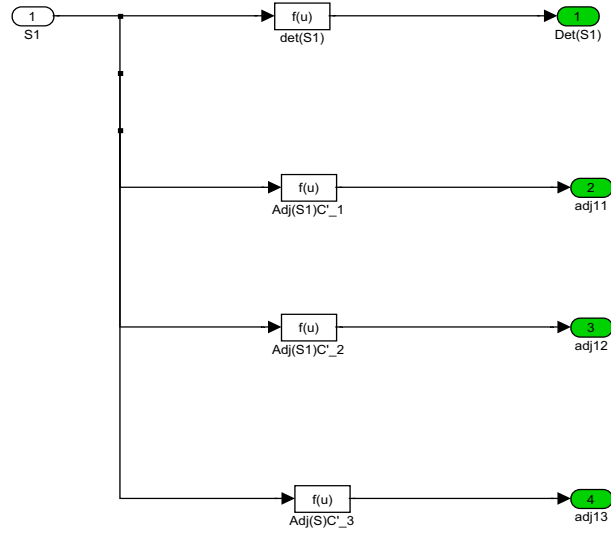 1
S1
f(u)
det(S1)
1
Det(S1)
f(u)
Adj(S1)C'_1
2
adj11
f(u)
Adj(S1)C'_2
3
adj12
f(u)
Adj(S)C'_3
4
adj13